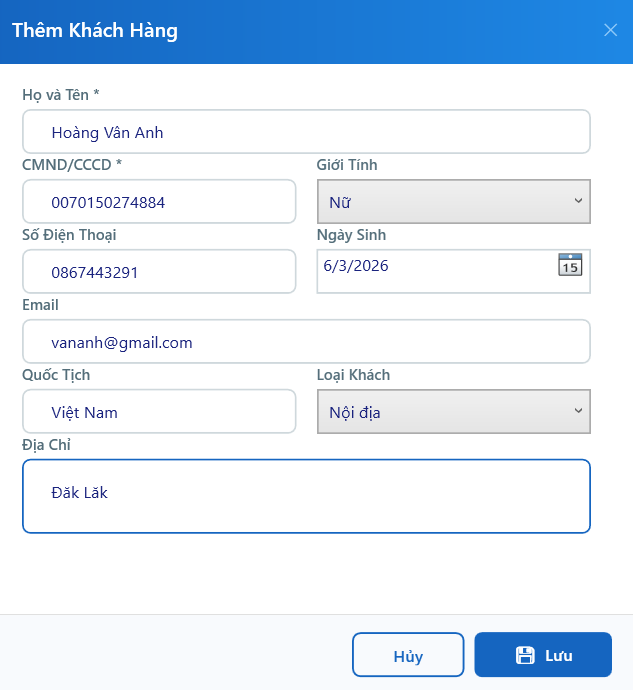 Thêm Khách Hàng
Họ và Tên *
Hoàng Vân Anh
CMND/CCCD *
Giới Tính
0070150274884
Nữ
Số Điện Thoại
Ngày Sinh
0867443291
6/3/2026
15
Email
vananh@gmail.com
Quốc Tịch
Loại Khách
Việt Nam
Nội địa
Địa Chỉ
Đăk Lăk
Hủy
Lưu